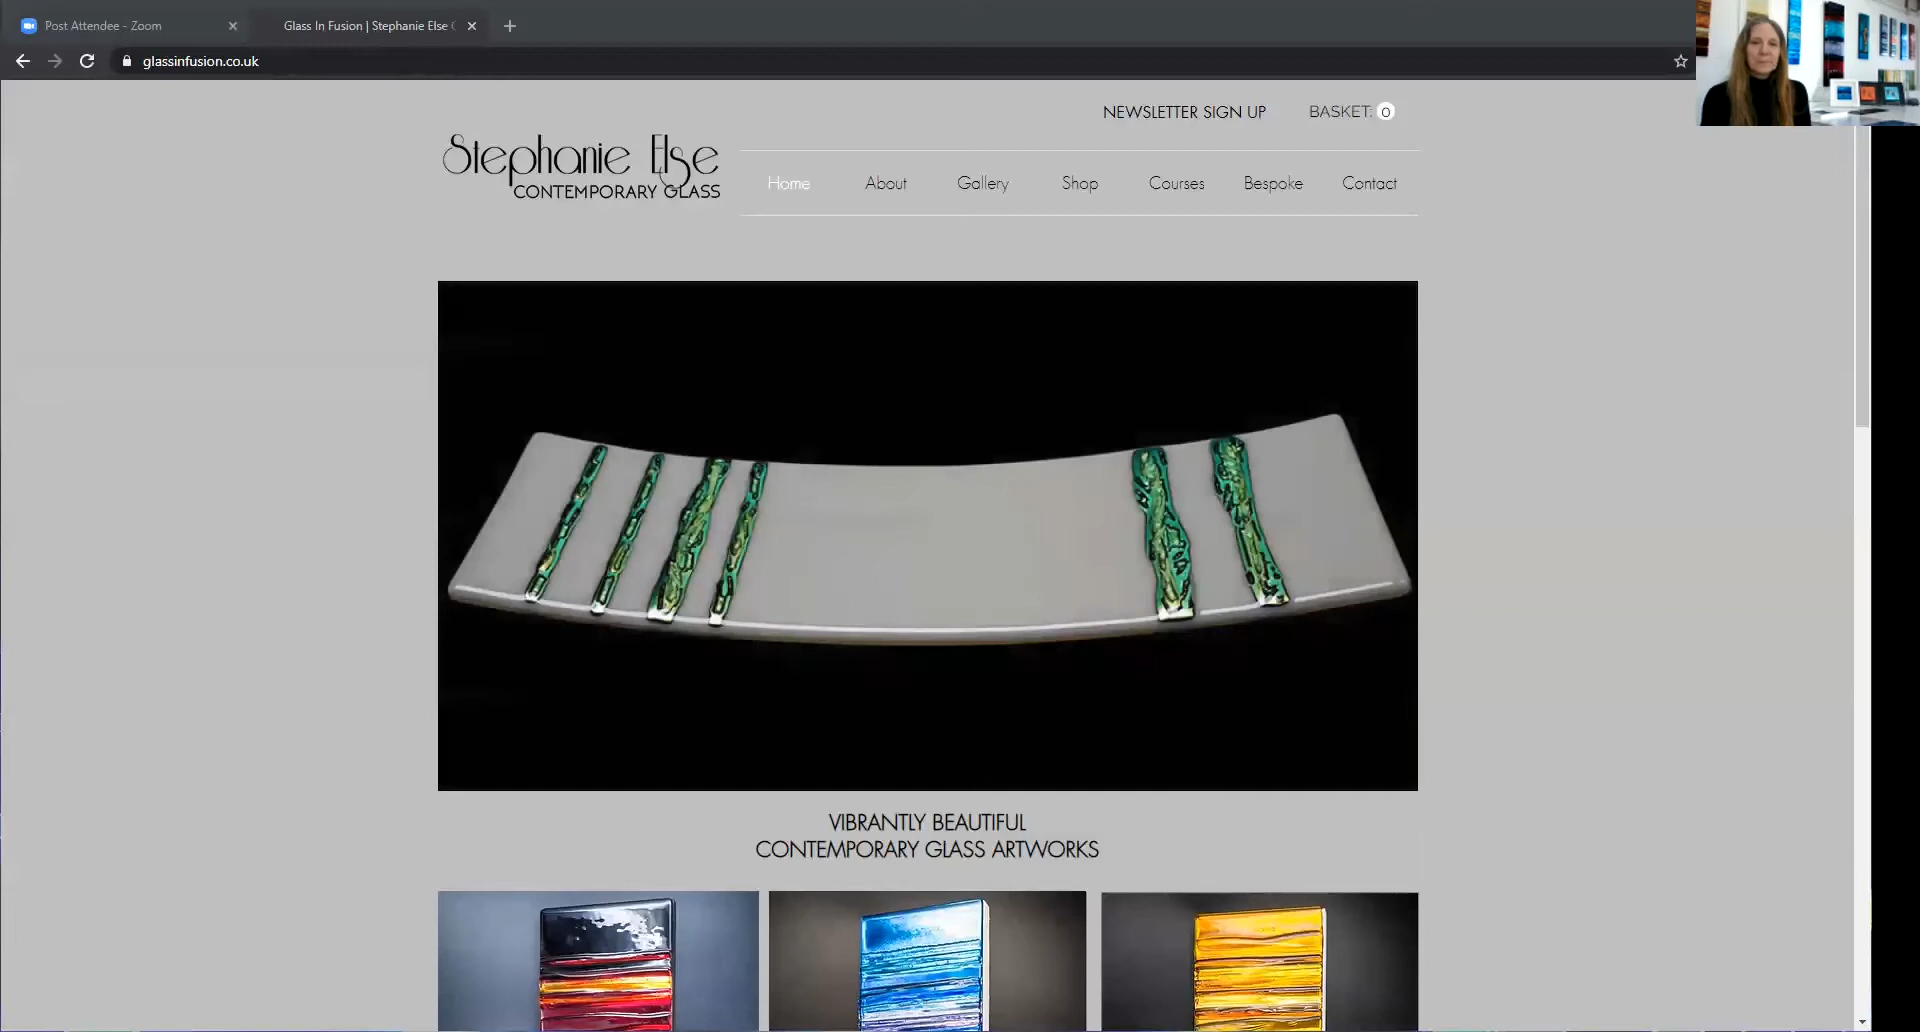 Post Attendee - Zoom
Glass In Fusion | Stephanie Else
glassinfusion.co.uk
NEWSLETTER SIGN UP
BASKET: 0
Stephanie Else
CONTEMPORARY GLASS
Home About Gallery Shop Courses Bespoke Contact
VIBRANTLY BEAUTIFUL
CONTEMPORARY GLASS ARTWORKS